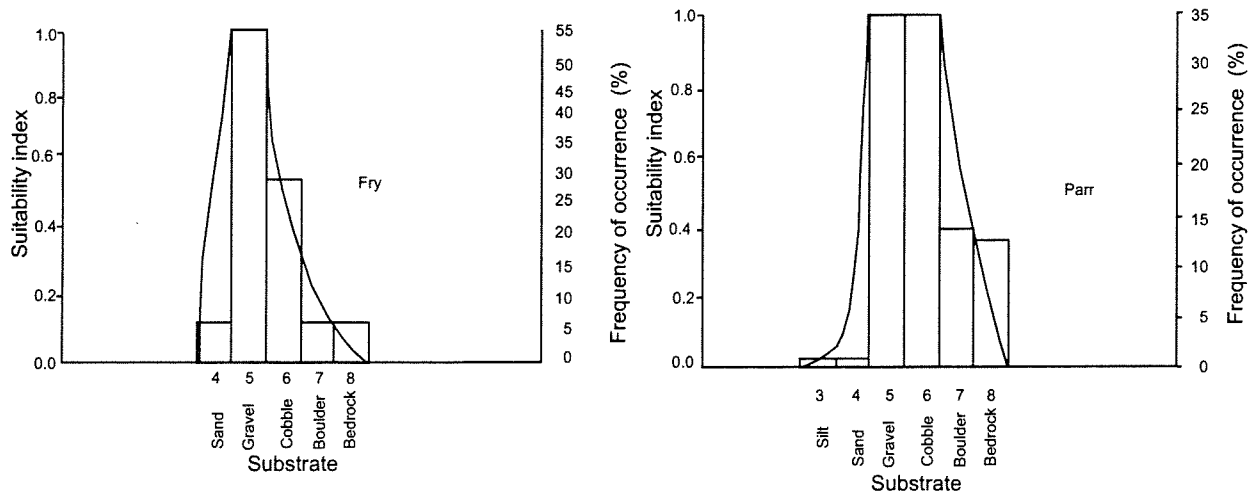 Suitability index
1.0
0.8
0.6
0.4
0.2
0.0
Fry
55
50
45
40
35
30
25
20
15
10
5
0
Frequency of occurrence (%)
4 5 6 7 8
Sand Gravel Cobble Boulder Bedrock
Substrate
Suitability index
1.0
0.8
0.6
0.4
0.2
0.0
Parr
35
30
25
20
15
10
5
0
Frequency of occurrence (%)
3 4 5 6 7 8
Silt Sand Gravel Cobble Boulder Bedrock
Substrate